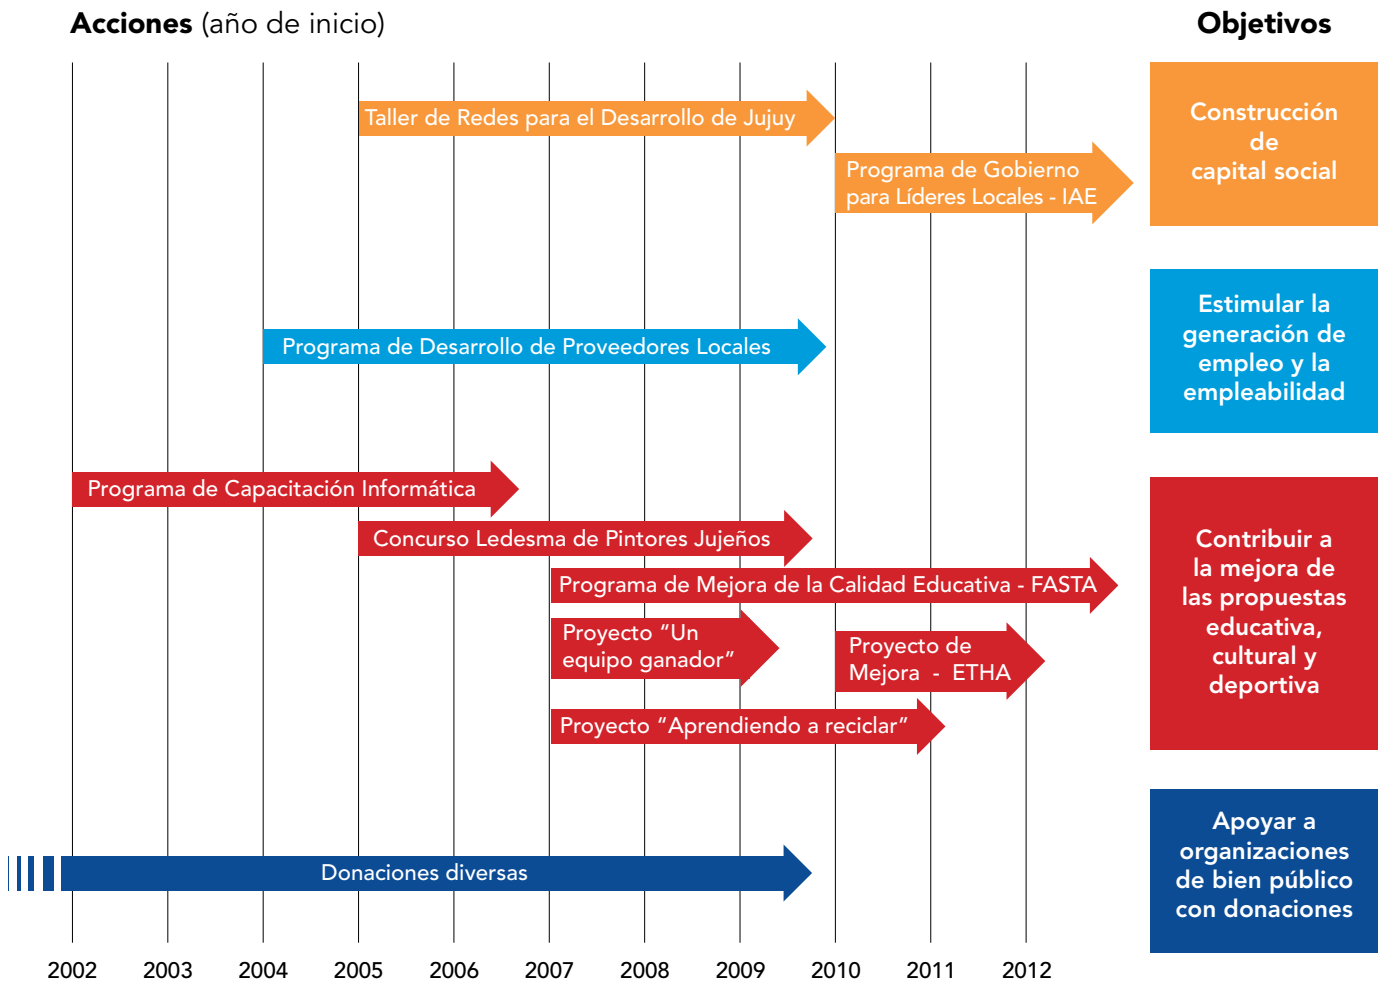 Acciones (año de inicio)
Objetivos
Taller de Redes para el Desarrollo de Jujuy
Programa de Gobierno
para Líderes Locales - IAE
Construcción
de
capital social
Programa de Desarrollo de Proveedores Locales
Estimular la
generación de
empleo y la
empleabilidad
Programa de Capacitación Informática
Concurso Ledesma de Pintores Jujeños
Programa de Mejora de la Calidad Educativa - FASTA
Proyecto “Un
equipo ganador”
Proyecto de
Mejora - ETHA
Proyecto “Aprendiendo a reciclar”
Contribuir a
la mejora de
las propuestas
educativa,
cultural y
deportiva
Donaciones diversas
Apoyar a
organizaciones
de bien público
con donaciones
2002 2003 2004 2005 2006 2007 2008 2009 2010 2011 2012